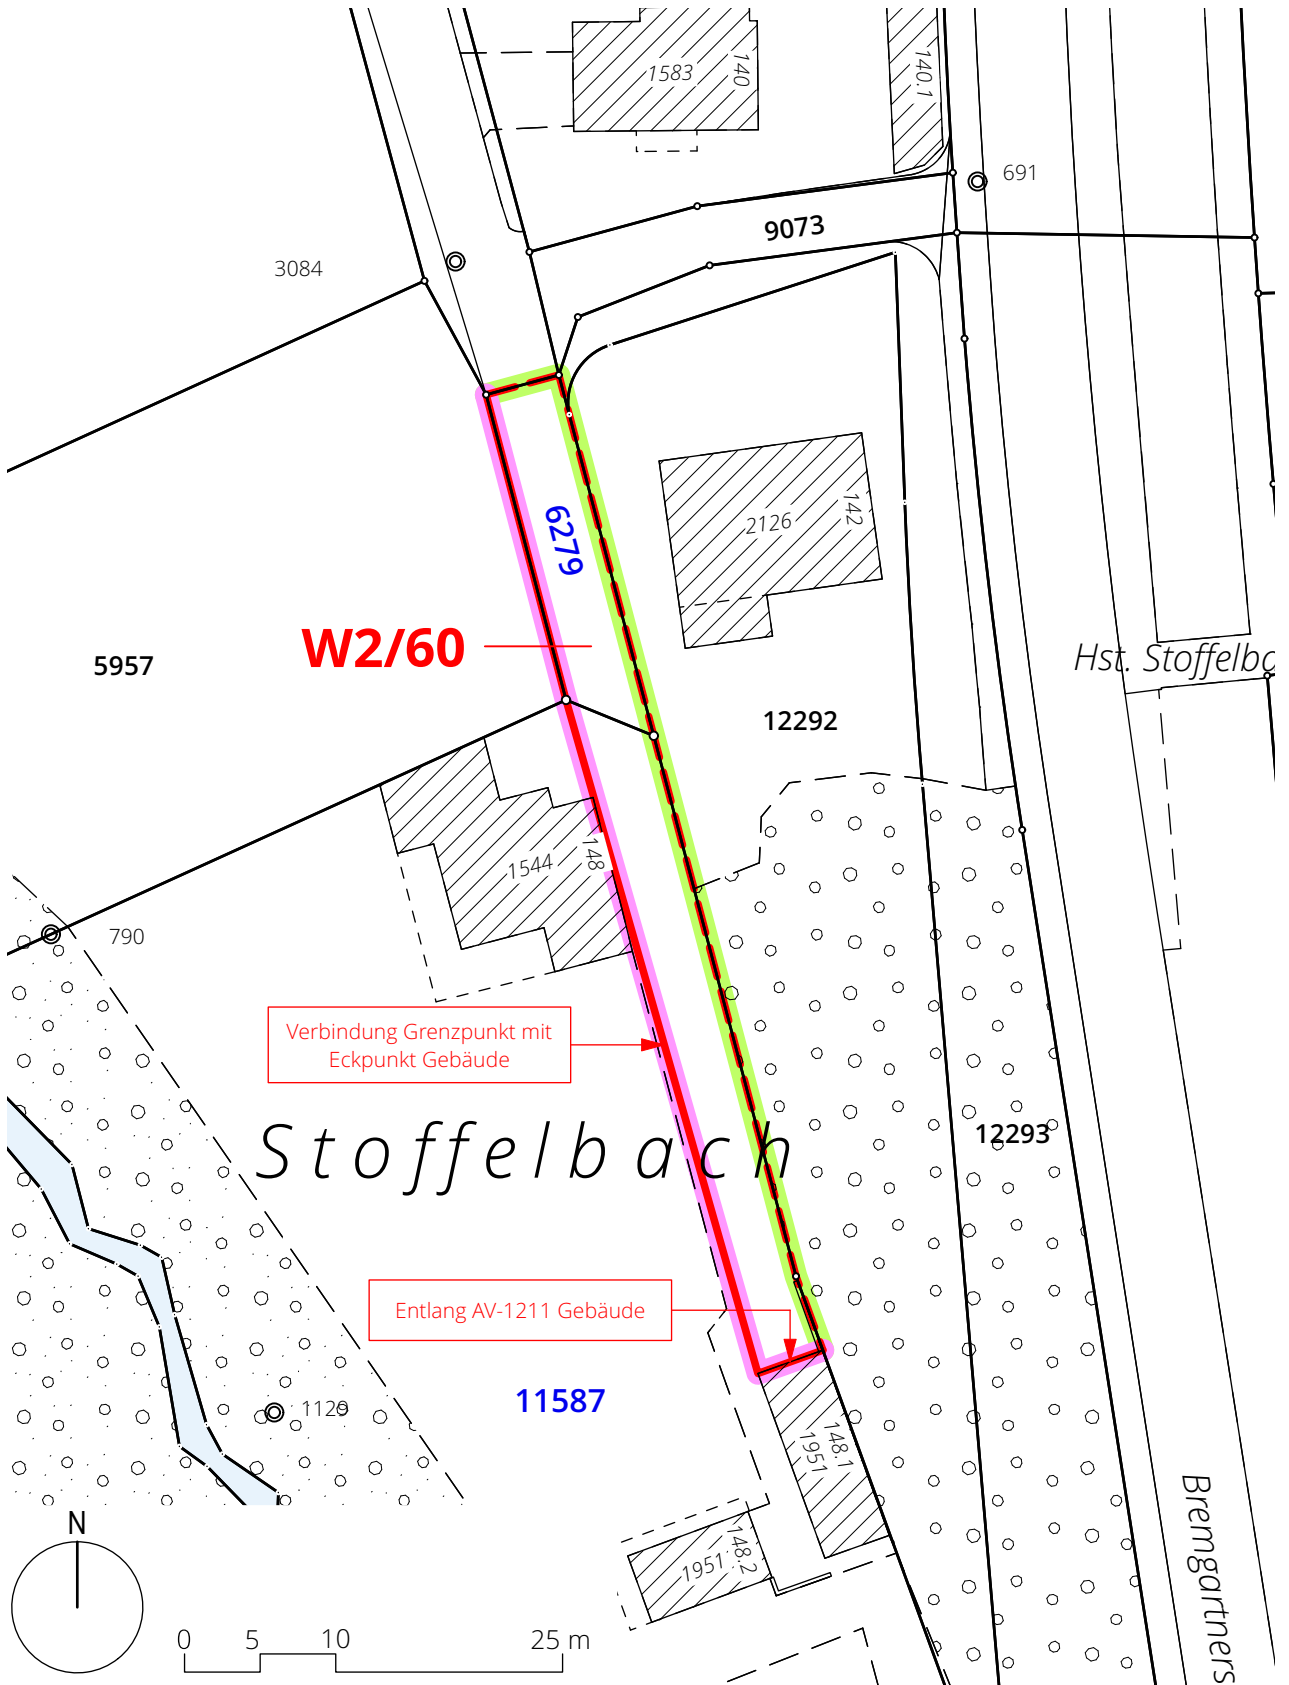 1583
140
140.1
691
9073
3084
6279
2126
142
W2/60
5957
Hst. Stoffelba
12292
148
1544
790
Verbindung Grenzpunkt mit
Eckpunkt Gebäude
Stoffelbach
12293
Entlang AV-1211 Gebäude
11587
1129
148.1
1951
Bremgartners
N
148.2
1951
0 5 10 25 m